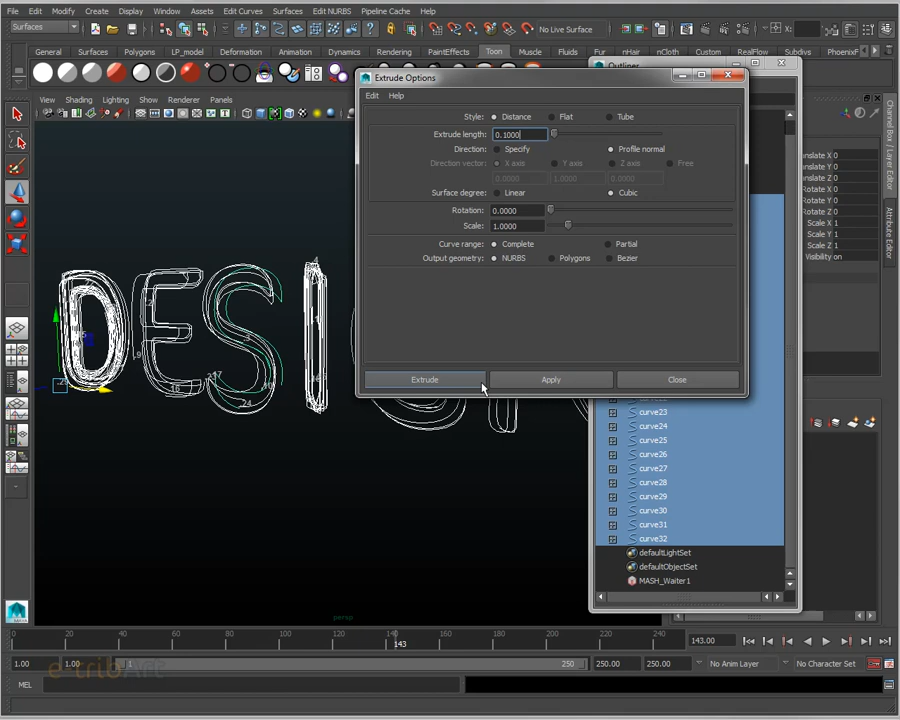 File Edit Modify Create Display Window Assets Edit Curves Surfaces Edit NURBS Pipeline Cache Help
Surfaces
No Live Surface
General Surfaces Polygons LP_model Deformation Animation Dynamics Rendering PaintEffects Toon Muscle Fluids Fur nHair nCloth Custom RealFlow Subdivs PhoenixF
View Shading Lighting Show Renderer Panels
Outliner
Extrude Options
Edit Help
Style: Distance Flat Tube
Extrude length: 0.1000
Direction: Specify Profile normal
Direction vector: X axis Y axis Z axis Free
0.0000 1.0000 0.0000
Surface degree: Linear Cubic
Rotation: 0.0000
Scale: 1.0000
Curve range: Complete Partial
Output geometry: NURBS Polygons Bezier
Extrude Apply Close
Channel Box / Layer Editor
Attribute Editor
anslate X 0
anslate Y 0
anslate Z 0
Rotate X 0
Rotate Y 0
Rotate Z 0
Scale X 1
Scale Y 1
Scale Z 1
Visibility on
DESI
curve23
curve24
curve25
curve26
curve27
curve28
curve29
curve30
curve31
curve32
defaultLightSet
defaultObjectSet
MASH_Waiter1
persp
0 20 40 60 80 100 120 143 160 180 200 220 240 143.00
1.00 1.00 1 250 250.00 250.00 No Anim Layer No Character Set
e-tribArt
MEL